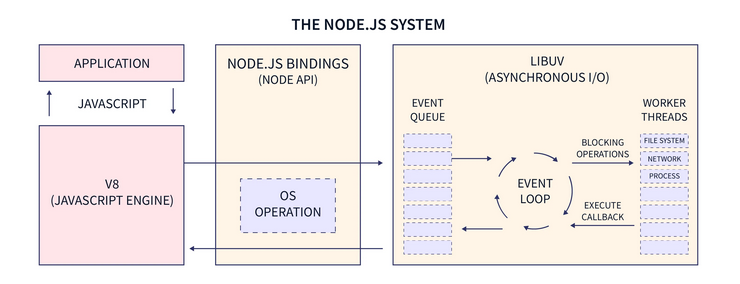 THE NODE.JS SYSTEM
APPLICATION
JAVASCRIPT
V8
(JAVASCRIPT ENGINE)
NODE.JS BINDINGS
(NODE API)
OS
OPERATION
LIBUV
(ASYNCHRONOUS I/O)
EVENT
QUEUE
EVENT
LOOP
BLOCKING
OPERATIONS
EXECUTE
CALLBACK
WORKER
THREADS
FILE SYSTEM
NETWORK
PROCESS